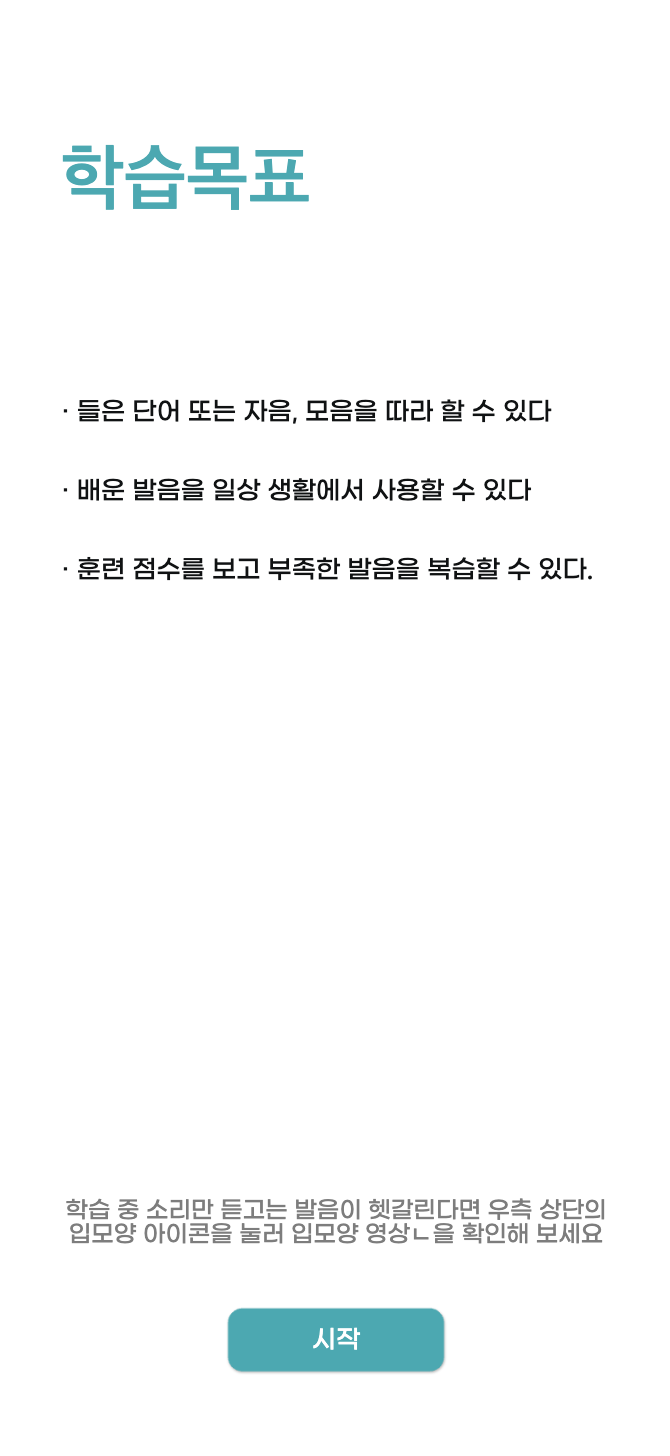 학습목표
· 들은 단어 또는 자음, 모음을 따라 할 수 있다
· 배운 발음을 일상 생활에서 사용할 수 있다
· 훈련 점수를 보고 부족한 발음을 복습할 수 있다.
학습 중 소리만 듣고는 발음이 헷갈린다면 우측 상단의
입모양 아이콘을 눌러 입모양 영상ㄴ을 확인해 보세요
시작